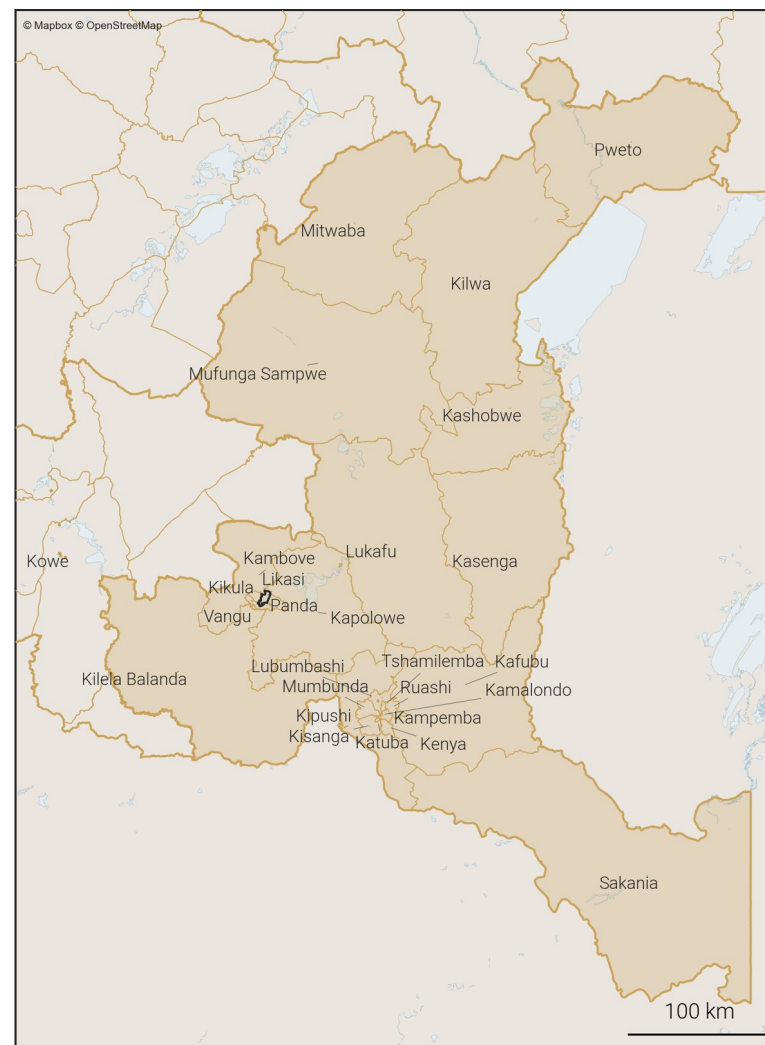 © Mapbox © OpenStreetMap
Pweto
Mitwaba
Kilwa
Mufunga Sampwe
Kashobwe
Lukafu
Kambove
Kowe
Kasenga
Likasi
Kikula
Panda
Vangu
Kapolowe
Tshamilemba
Kafubu
Lubumbashi
Kilela Balanda
Mumbunda
Ruashi
Kamalondo
Kipushi
Kampemba
Kisanga
Katuba
Kenya
Sakania
100 km